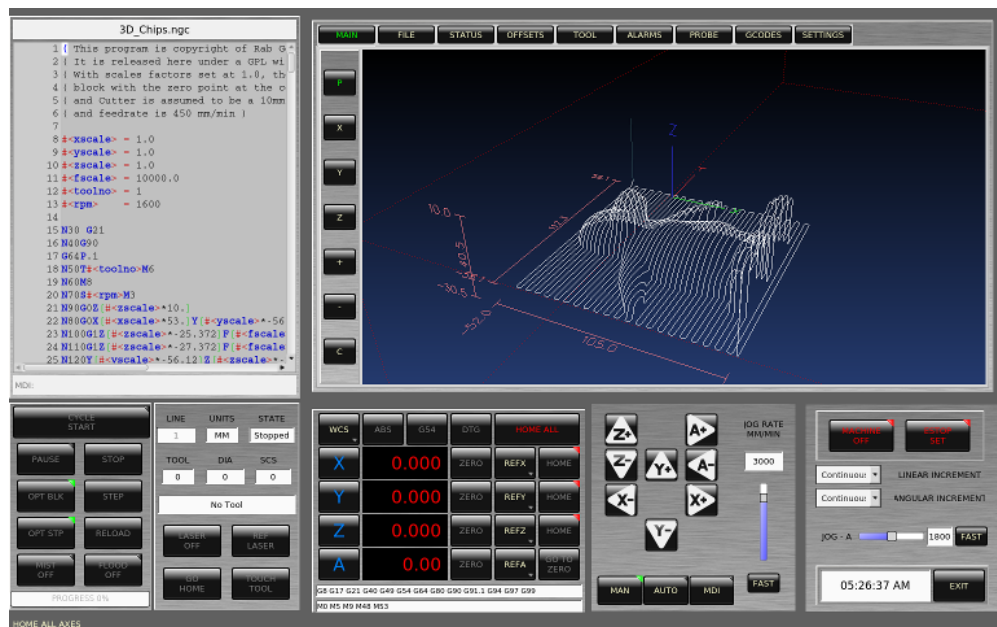 3D_Chips.ngc
1 ( This program is copyright of Rab G
2 ( It is released here under a GPL wi
3 ( With scales factors set at 1.0, th
4 ( block with the zero point at the c
5 ( and Cutter is assumed to be a 10mm
6 ( and feedrate is 450 mm/min )
7
8 #<xscale> = 1.0
9 #<yscale> = 1.0
10 #<zscale> = 1.0
11 #<fscale> = 10000.0
12 #<toolno> = 1
13 #<rpm> = 1600
14
15 N30 G21
16 N40G90
17 G64P.1
18 N50T#<toolno>M6
19 N60M8
20 N70S#<rpm>M3
21 N90G0Z[#<zscale>*10.]
22 N80G0X[#<xscale>*53.]Y[#<yscale>*-56
23 N100G1Z[#<zscale>*-25.372]F[#<fscale
24 N110G1Z[#<zscale>*-27.372]F[#<fscale
25 N120Y[#<yscale>*-56.12]Z[#<zscale>*-
MDI:
MAIN FILE STATUS OFFSETS TOOL ALARMS PROBE GCODES SETTINGS
P
X
Y
Z
+
-
C
Z
Y
10.0
40.5
-30.5
-52.0
105.0
CYCLE START
PAUSE STOP
OPT BLK STEP
OPT STP RELOAD
MIST OFF FLOOD OFF
PROGRESS 0%
LINE UNITS STATE
1 MM Stopped
TOOL DIA SCS
0 0 0
No Tool
LASER OFF REF LASER
GO HOME TOUCH TOOL
WCS ABS G54 DTG HOME ALL
X 0.000 ZERO REFX HOME
Y 0.000 ZERO REFY HOME
Z 0.000 ZERO REFZ HOME
A 0.00 ZERO REFA GO TO ZERO
G8 G17 G21 G40 G49 G54 G64 G80 G90 G91.1 G94 G97 G99
M0 M5 M9 M48 M53
Z+ A+
Z- Y+ A-
X- X+
Y-
JOG RATE
MM/MIN
3000
MAN AUTO MDI FAST
MACHINE OFF ESTOP SET
Continuou LINEAR INCREMENT
Continuou ANGULAR INCREMENT
JOG - A 1800 FAST
05:26:37 AM EXIT
HOME ALL AXES